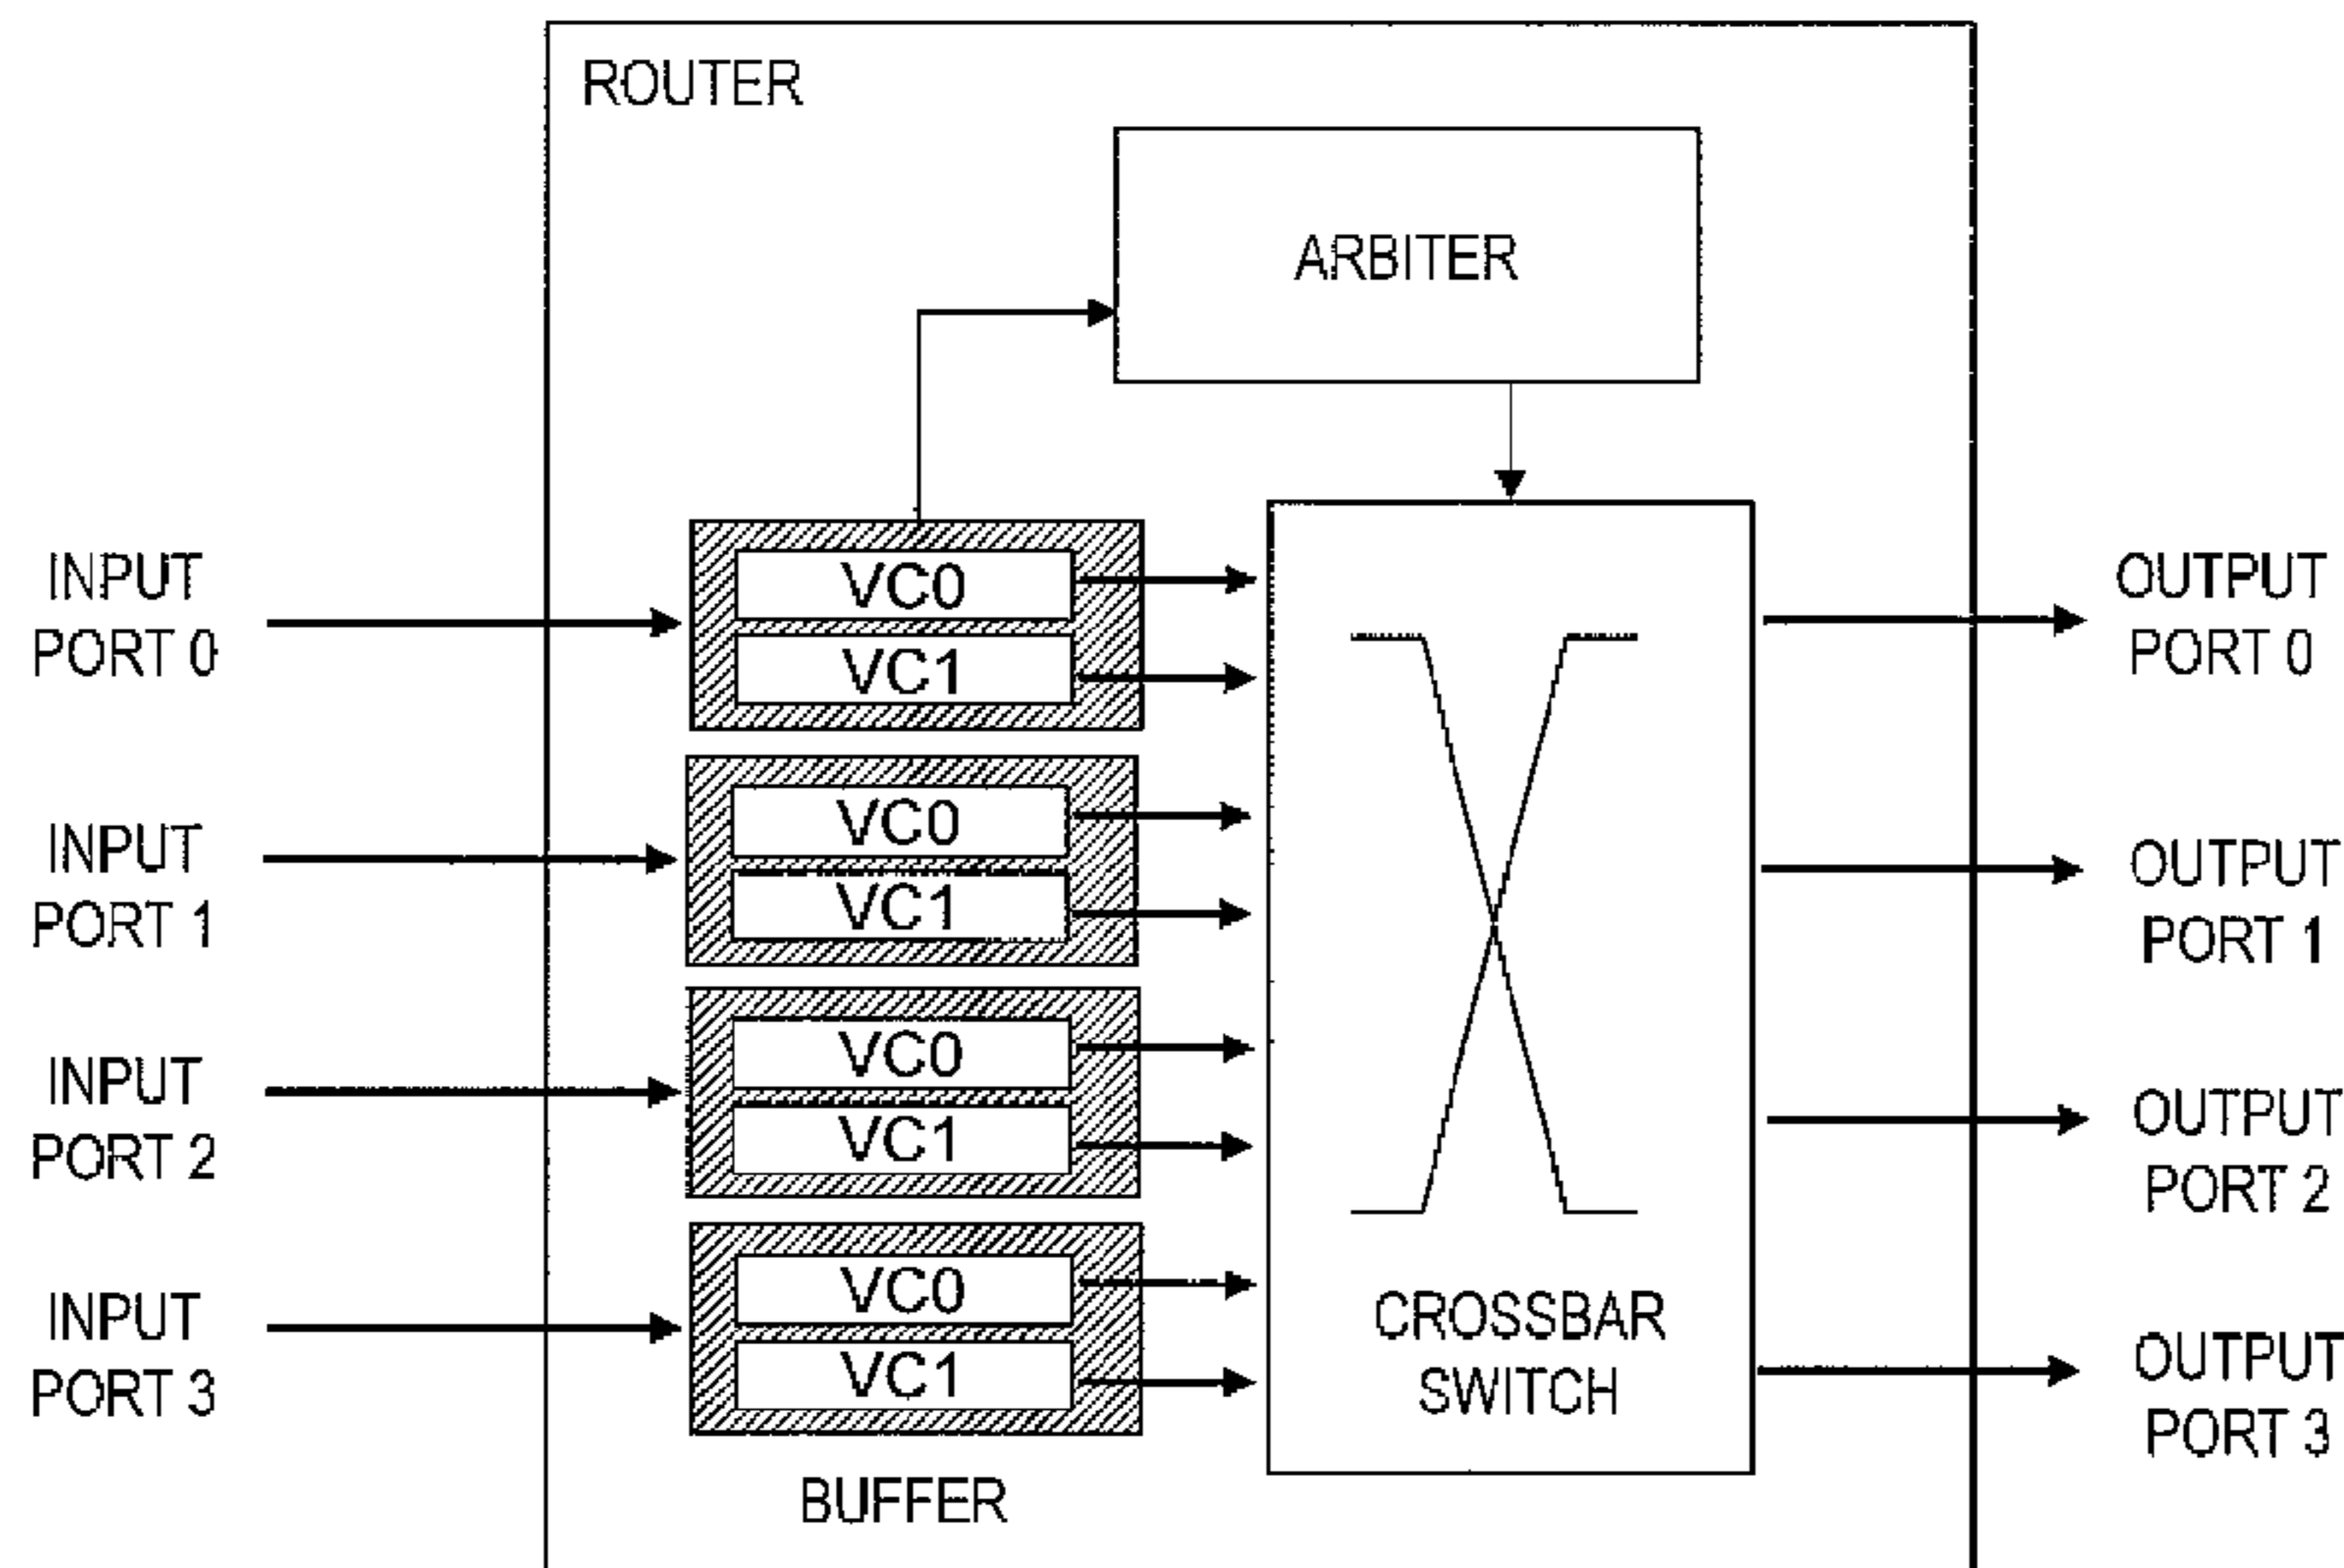 ROUTER
ARBITER
INPUT
PORT 0
VC0
VC1
OUTPUT
PORT 0
INPUT
PORT 1
VC0
VC1
OUTPUT
PORT 1
INPUT
PORT 2
VC0
VC1
OUTPUT
PORT 2
INPUT
PORT 3
VC0
VC1
CROSSBAR
SWITCH
OUTPUT
PORT 3
BUFFER